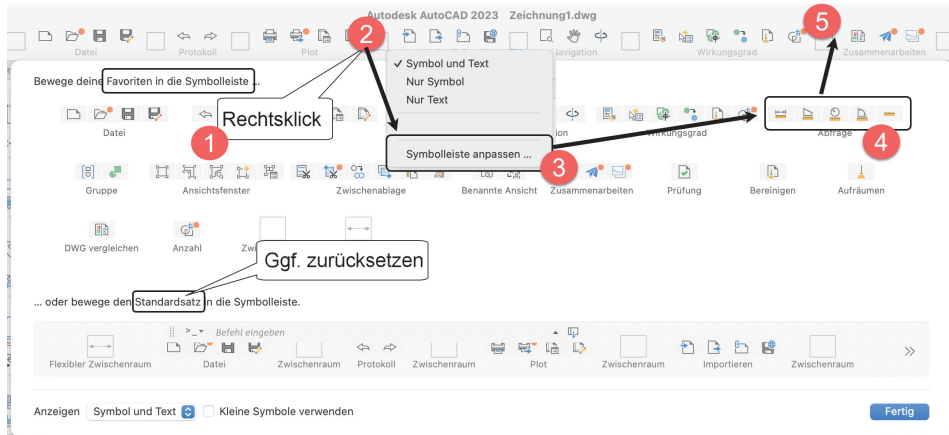 Autodesk AutoCAD 2023 Zeichnung1.dwg
2
5
Datei Protokoll Plot Navigation Wirkungsgrad Zusammenarbeiten
Symbol und Text
Bewege deine Favoriten in die Symbolleiste ...
Nur Symbol
Nur Text
Rechtsklick
1
Datei Wirkungsgrad Abfrage
4
Symbolleiste anpassen ...
3
Gruppe Ansichtsfenster Zwischenablage Benannte Ansicht Zusammenarbeiten Prüfung Bereinigen Aufräumen
DWG vergleichen Anzahl
Ggf. zurücksetzen
... oder bewege den Standardsatz in die Symbolleiste.
>_ Befehl eingeben
Flexibler Zwischenraum Datei Zwischenraum Protokoll Zwischenraum Plot Zwischenraum Importieren Zwischenraum
Anzeigen Symbol und Text Kleine Symbole verwenden Fertig